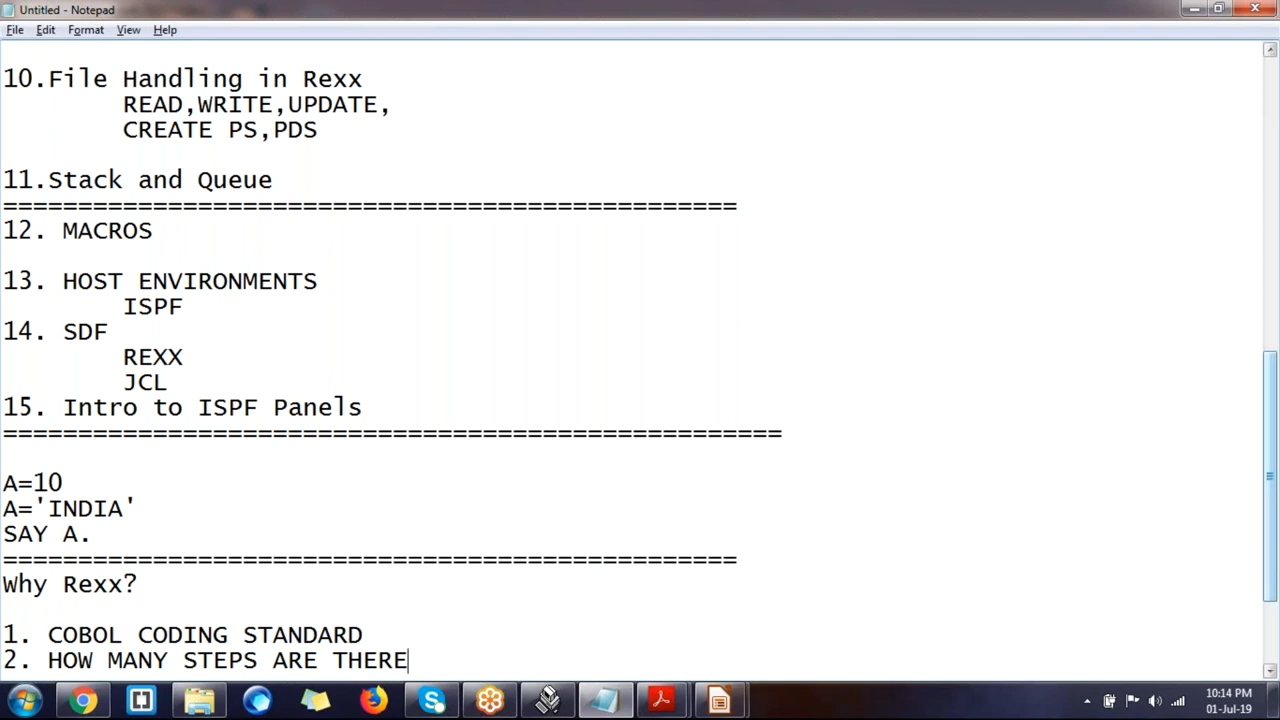 Untitled - Notepad
File Edit Format View Help
10.File Handling in Rexx
READ,WRITE,UPDATE,
CREATE PS,PDS
11.Stack and Queue
=================================================
12. MACROS
13. HOST ENVIRONMENTS
ISPF
14. SDF
REXX
JCL
15. Intro to ISPF Panels
====================================================
A=10
A='INDIA'
SAY A.
=================================================
Why Rexx?
1. COBOL CODING STANDARD
2. HOW MANY STEPS ARE THERE
10:14 PM
01-Jul-19